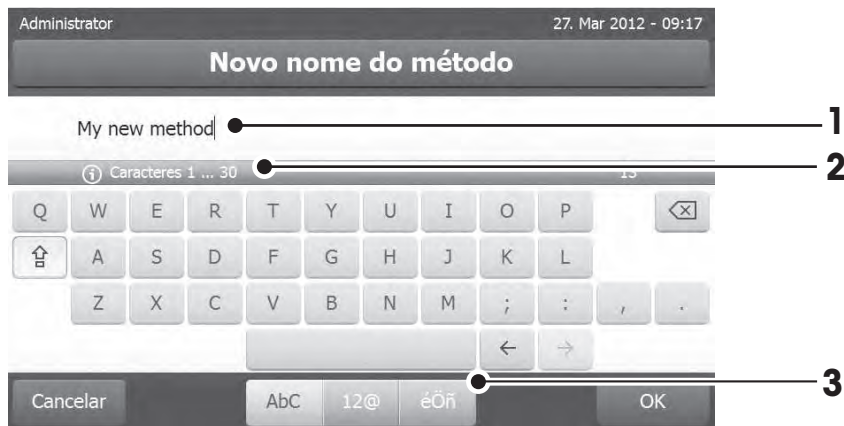 Administrator 27. Mar 2012 - 09:17
Novo nome do método
My new method 1
Caracteres 1 ... 30 13 2
Q W E R T Y U I O P
A S D F G H J K L
Z X C V B N M ; : , .
← →
3
Cancelar AbC 12@ éÖñ OK